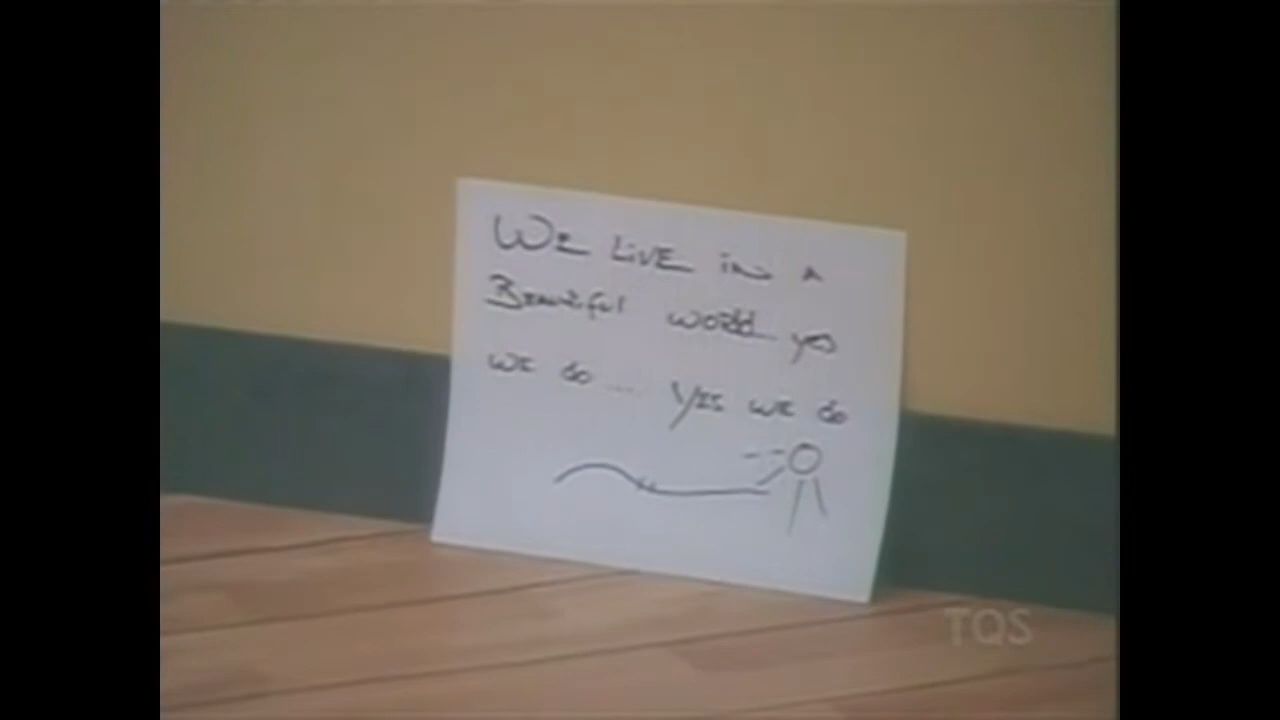 We Live in a
Beautiful world yes
we do .... Yes we do
TQS